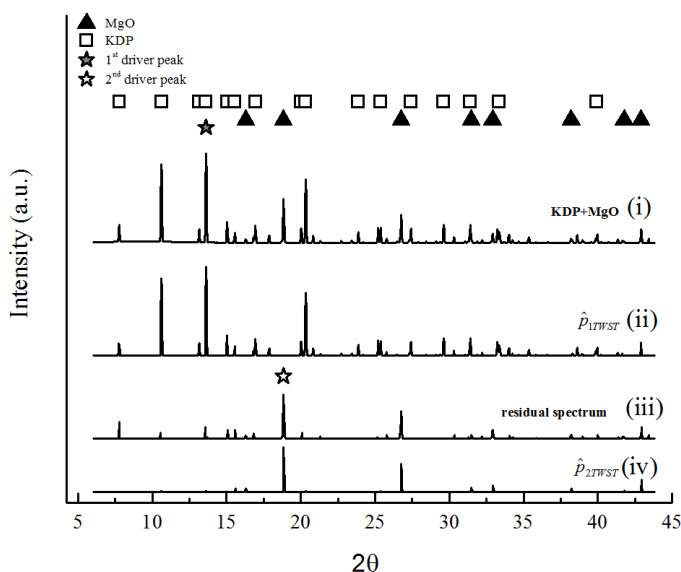 MgO
KDP
1st driver peak
2nd driver peak
KDP+MgO (i)
p̂1TWST (ii)
residual spectrum (iii)
p̂2TWST (iv)
Intensity (a.u.)
5 10 15 20 25 30 35 40 45
2θ